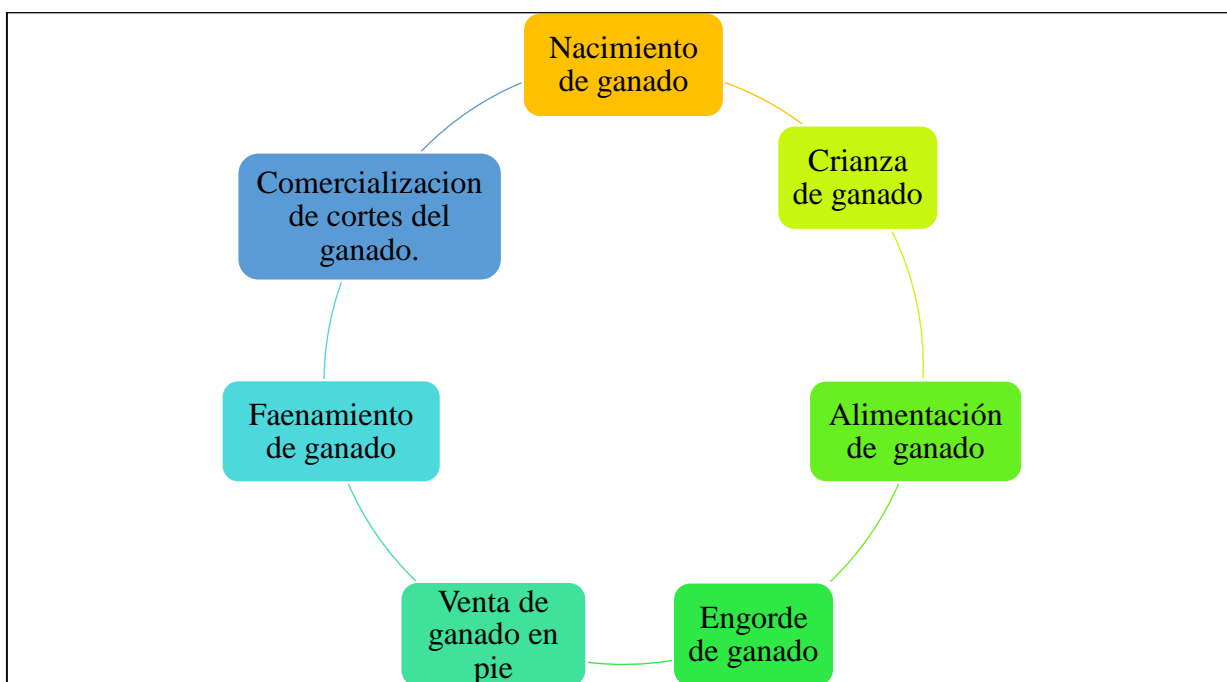 Nacimiento
de ganado
Crianza
de ganado
Alimentación
de ganado
Engorde
de ganado
Venta de
ganado en
pie
Faenamiento
de ganado
Comercializacion
de cortes del
ganado.